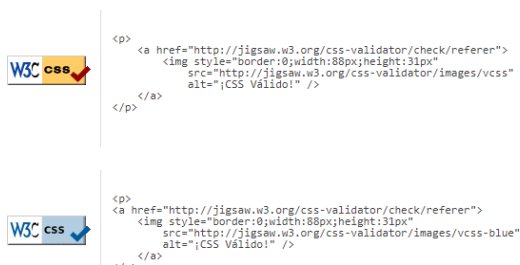 <p>
<a href="http://jigsaw.w3.org/css-validator/check/referer">
<img style="border:0;width:88px;height:31px"
src="http://jigsaw.w3.org/css-validator/images/vcss"
alt="¡CSS Válido!" />
</a>
</p>
W3C css
<p>
<a href="http://jigsaw.w3.org/css-validator/check/referer">
<img style="border:0;width:88px;height:31px"
src="http://jigsaw.w3.org/css-validator/images/vcss-blue"
alt="¡CSS Válido!" />
</a>
W3C css